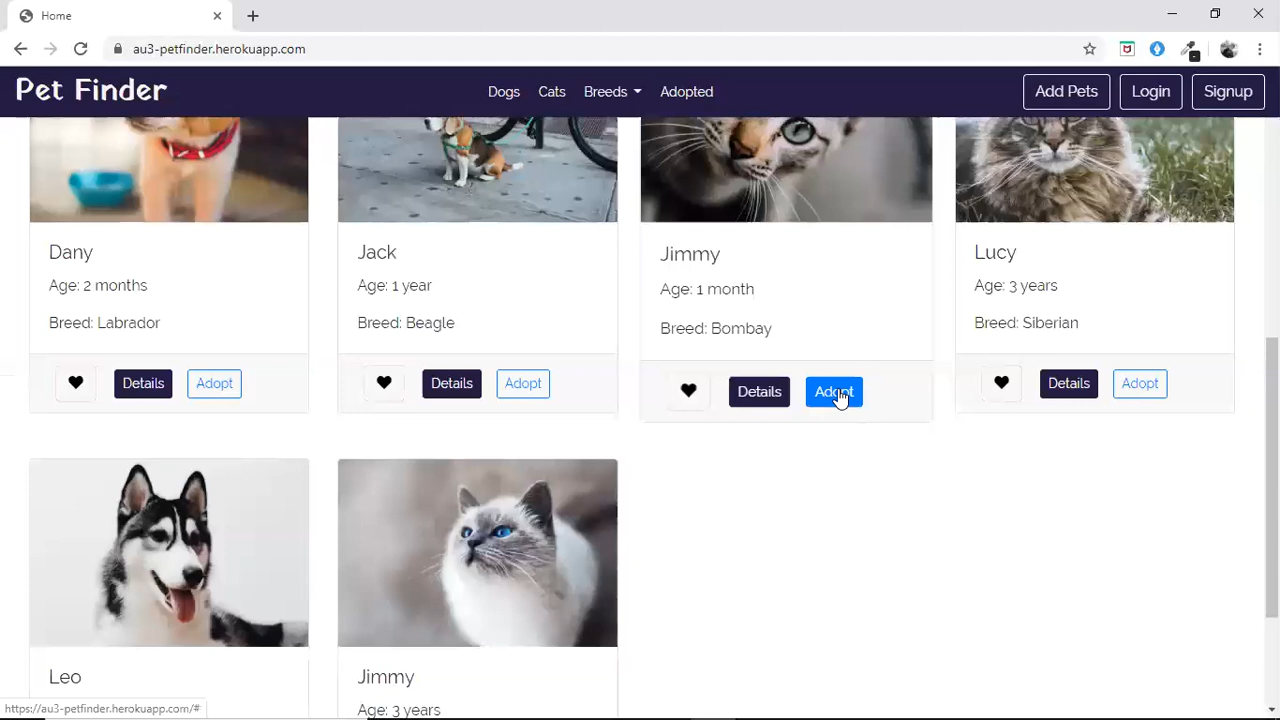 Home
au3-petfinder.herokuapp.com
Pet Finder
Dogs Cats Breeds Adopted
Add Pets Login Signup
Dany
Age: 2 months
Breed: Labrador
Details Adopt
Jack
Age: 1 year
Breed: Beagle
Details Adopt
Jimmy
Age: 1 month
Breed: Bombay
Details Adopt
Lucy
Age: 3 years
Breed: Siberian
Details Adopt
Leo
Jimmy
Age: 3 years
https://au3-petfinder.herokuapp.com/#